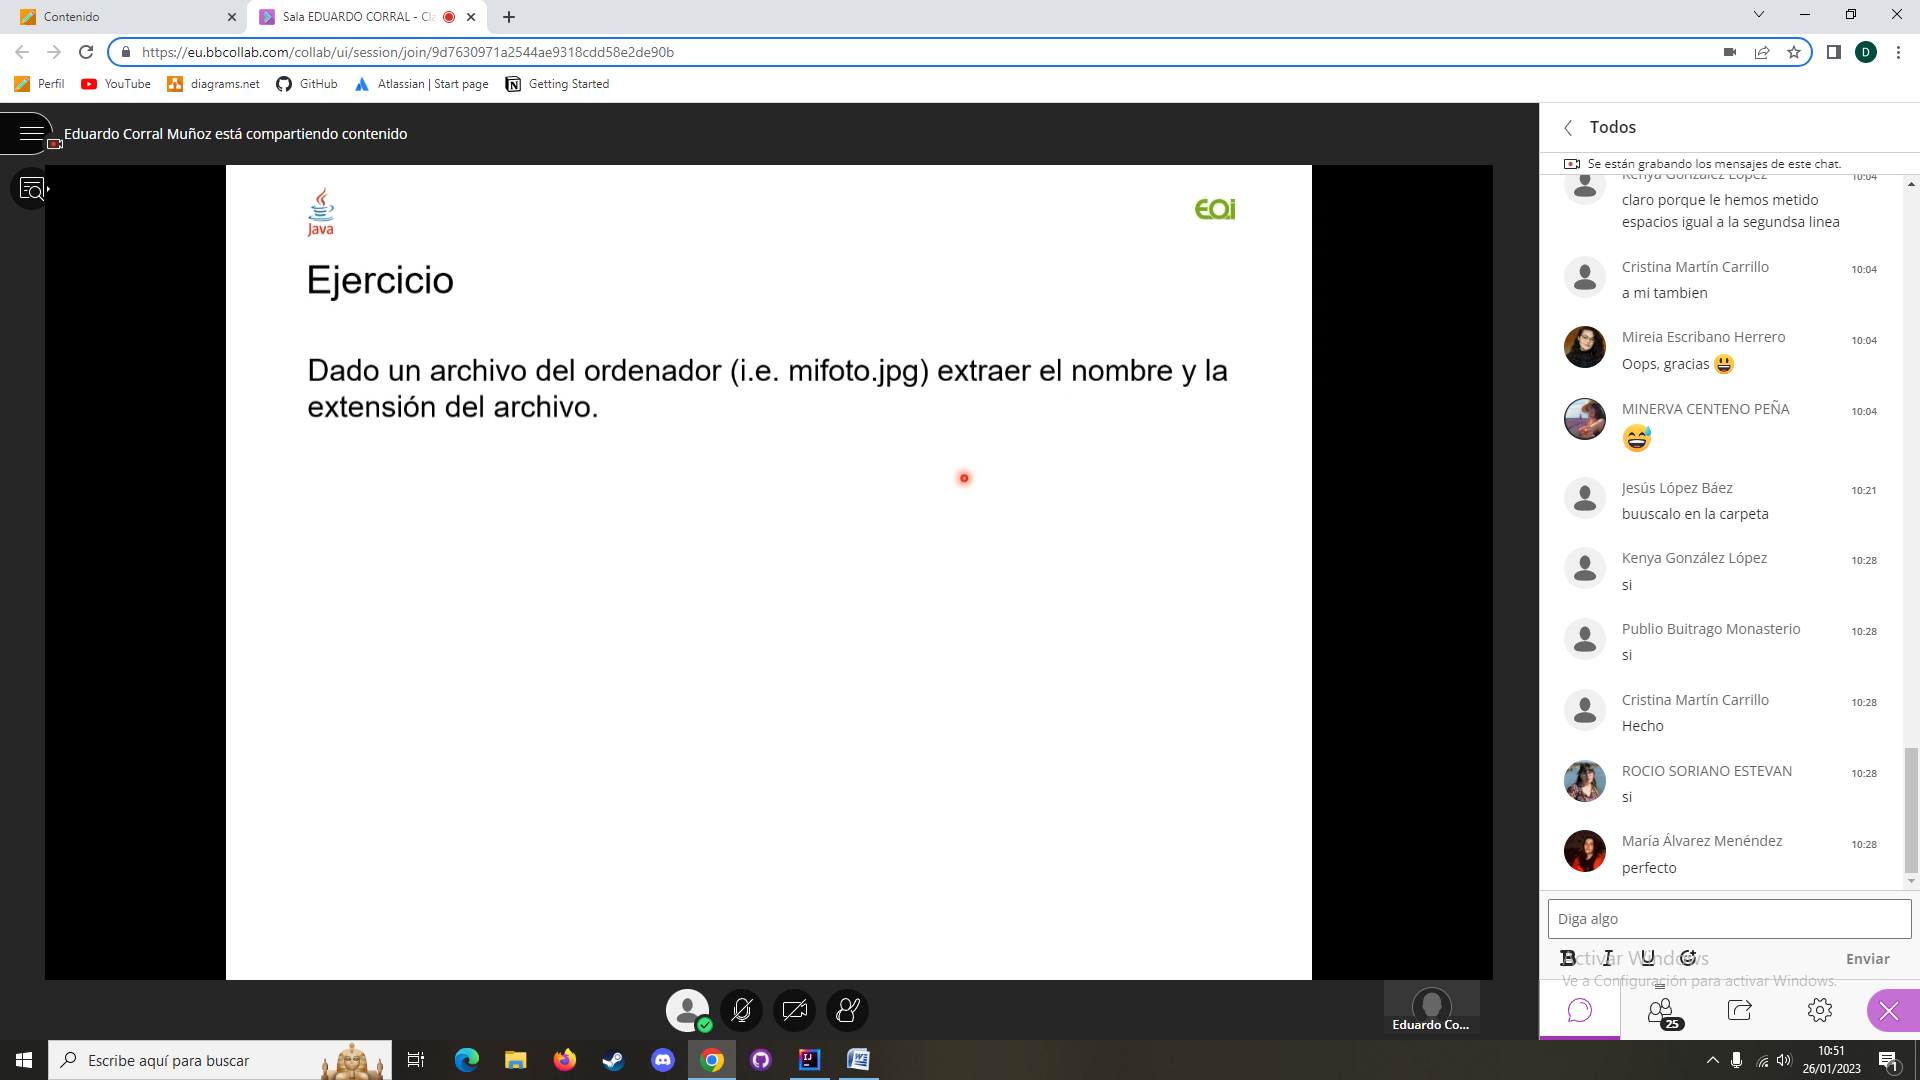 Contenido
Sala EDUARDO CORRAL - Cl
https://eu.bbcollab.com/collab/ui/session/join/9d7630971a2544ae9318cdd58e2de90b
D
Perfil
YouTube
diagrams.net
GitHub
Atlassian | Start page
Getting Started
Eduardo Corral Muñoz está compartiendo contenido
Java
EOI
Ejercicio
Dado un archivo del ordenador (i.e. mifoto.jpg) extraer el nombre y la
extensión del archivo.
Todos
Se están grabando los mensajes de este chat.
Kenya González López 10:04
claro porque le hemos metido
espacios igual a la segundsa linea
Cristina Martín Carrillo 10:04
a mi tambien
Mireia Escribano Herrero 10:04
Oops, gracias
MINERVA CENTENO PEÑA 10:04
Jesús López Báez 10:21
buuscalo en la carpeta
Kenya González López 10:28
si
Publio Buitrago Monasterio 10:28
si
Cristina Martín Carrillo 10:28
Hecho
ROCIO SORIANO ESTEVAN 10:28
si
María Álvarez Menéndez 10:28
perfecto
Diga algo
B I U Enviar
Activar Windows
Ve a Configuración para activar Windows.
25
Eduardo Co...
Escribe aquí para buscar
10:51
26/01/2023
1